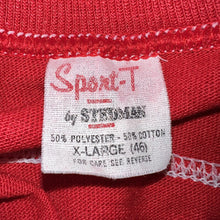 Sport-T
by STEDMAN
50% POLYESTER - 50% COTTON
X-LARGE (46)
FOR CARE SEE REVERSE